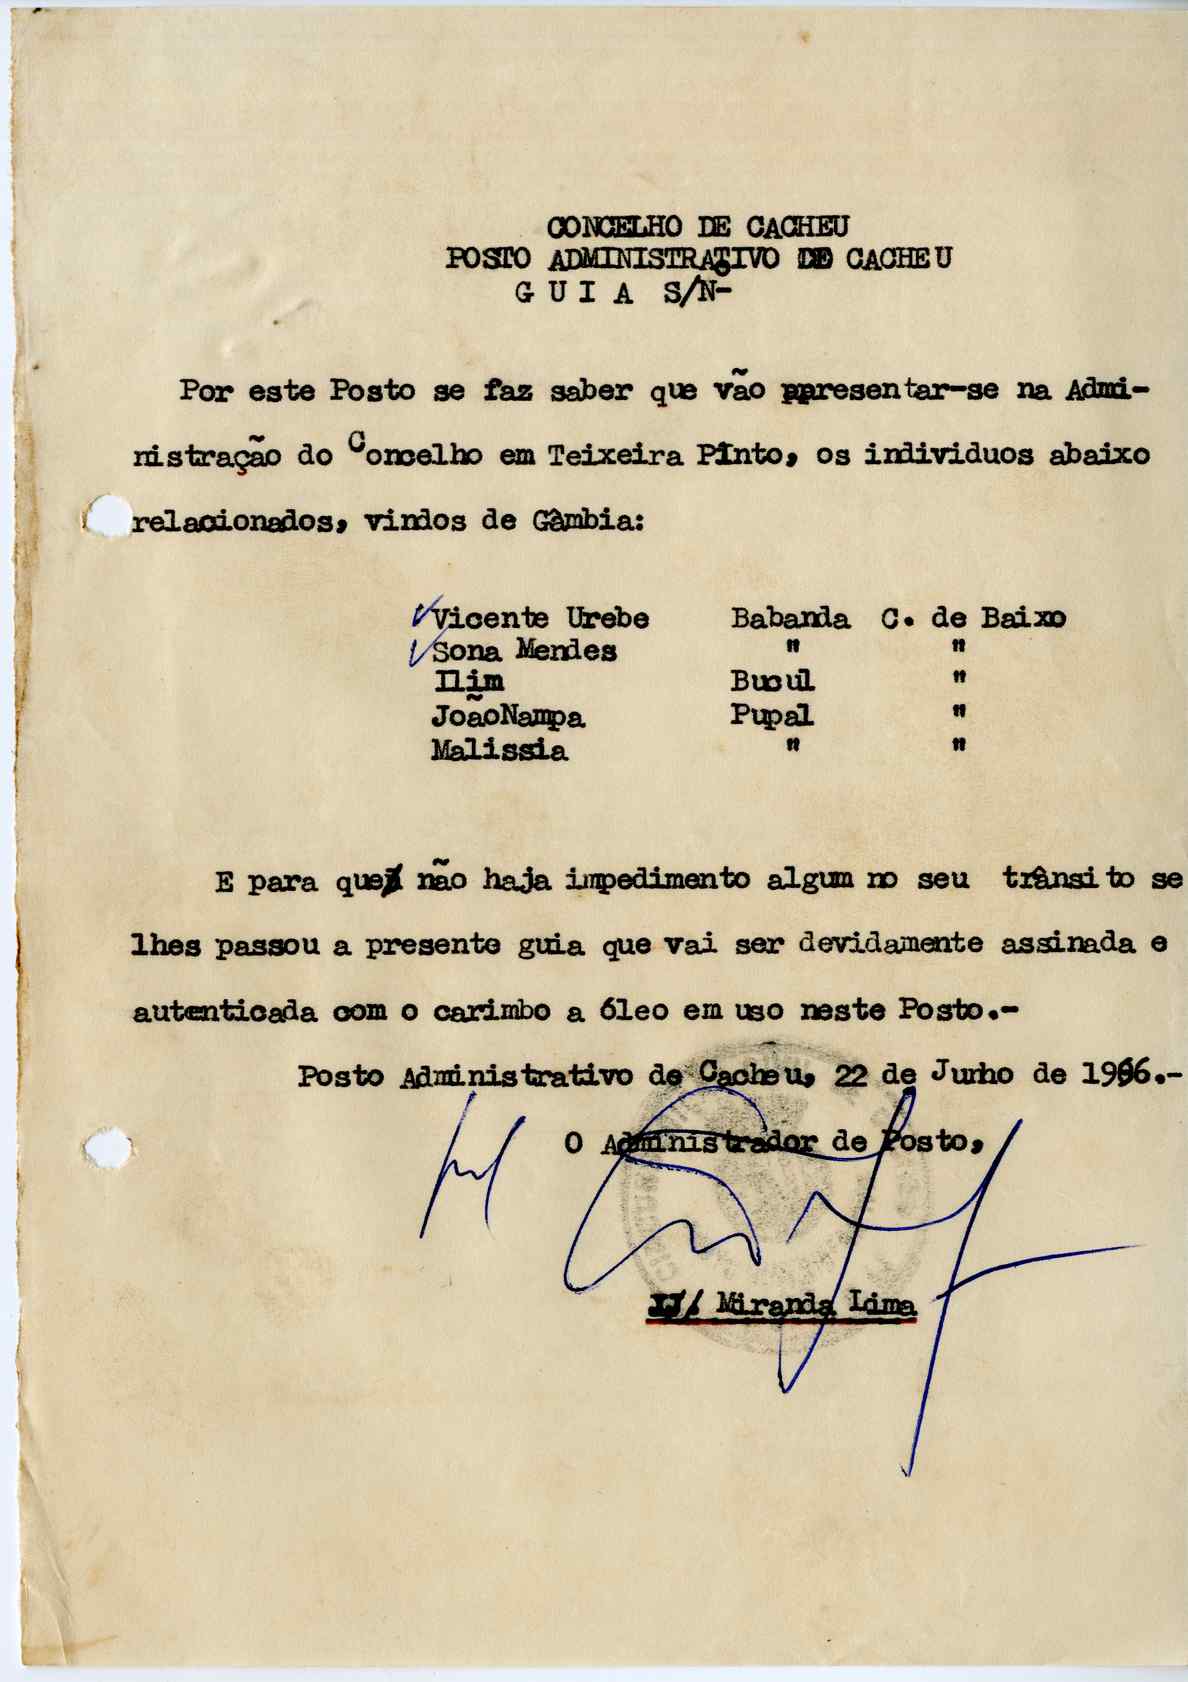 CONCELHO DE CACHEU
POSTO ADMINISTRATIVO DE CACHEU
G U I A  S/N-
Por este Posto se faz saber que vão apresentar-se na Admi-
nistração do Concelho em Teixeira Pinto, os individuos abaixo
relacionados, vindos de Gâmbia:
Vicente Urebe Babanda C. de Baixo
Sona Mendes " "
Ilim Bucul "
JoãoNampa Pupal "
Malissia " "
E para que não haja impedimento algum no seu trânsito se
lhes passou a presente guia que vai ser devidamente assinada e
autenticada com o carimbo a óleo em uso neste Posto.-
Posto Administrativo de Cacheu, 22 de Junho de 1966.-
O Administrador de Posto,
Miranda Lima